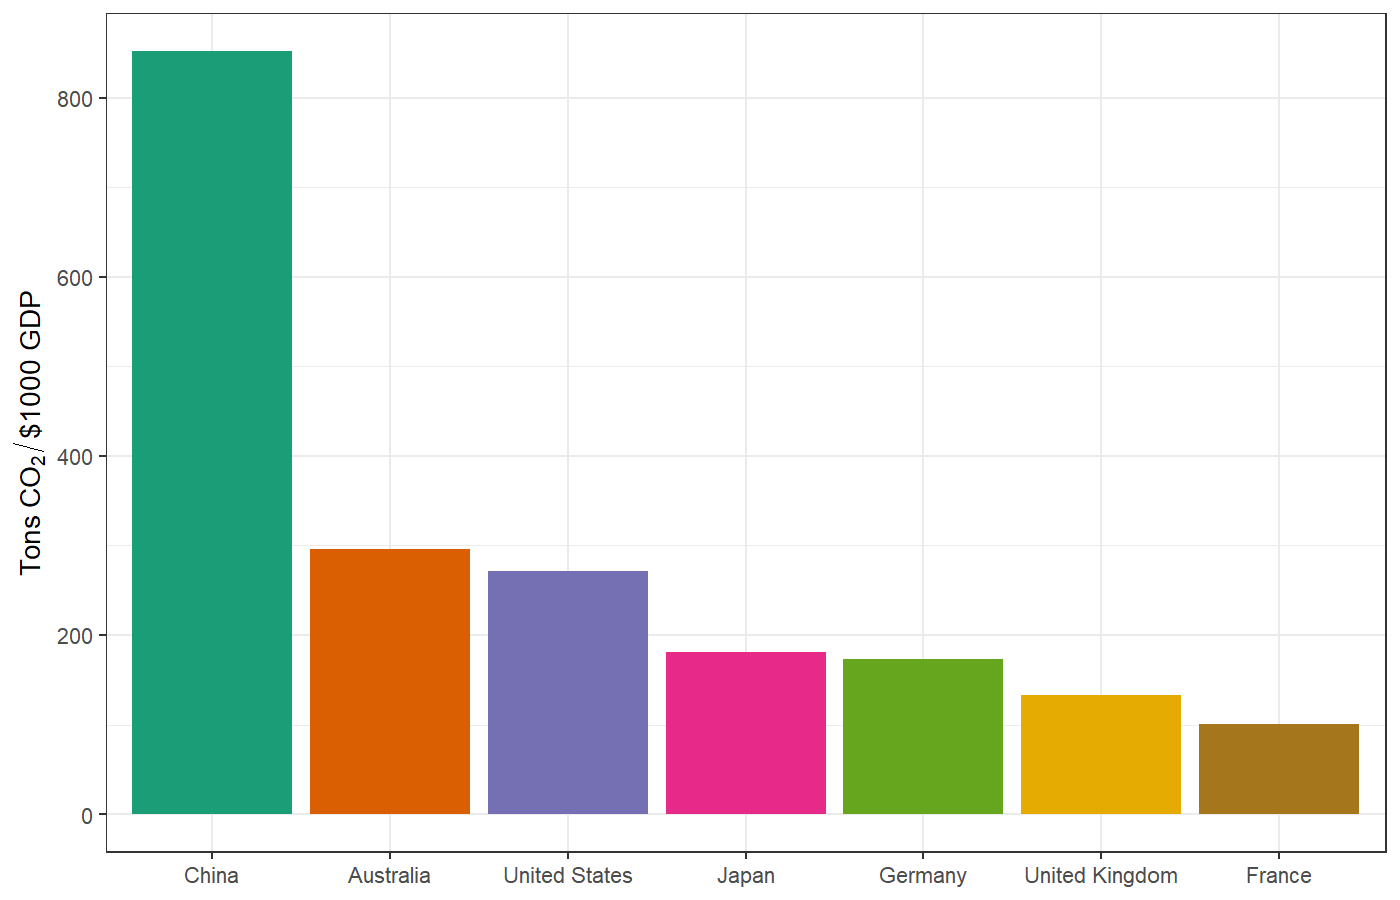 Tons CO₂/$1000 GDP
800
600
400
200
0
China
Australia
United States
Japan
Germany
United Kingdom
France